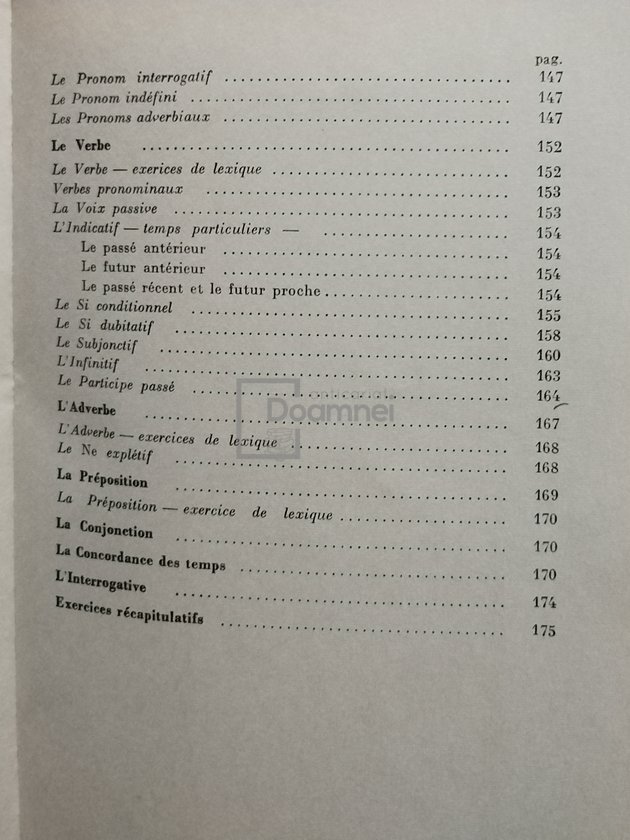 pag.
Le Pronom interrogatif ................................ 147
Le Pronom indéfini ................................ 147
Les Pronoms adverbiaux ................................ 147
Le Verbe ................................ 152
Le Verbe — exerices de lexique ................................ 152
Verbes pronominaux ................................ 153
La Voix passive ................................ 153
L'Indicatif — temps particuliers — ................................ 154
Le passé antérieur ................................ 154
Le futur antérieur ................................ 154
Le passé récent et le futur proche ................................ 154
Le Si conditionnel ................................ 155
Le Si dubitatif ................................ 158
Le Subjonctif ................................ 160
L'Infinitif ................................ 163
Le Participe passé ................................ 164
Doamnei
L'Adverbe ................................ 167
L'Adverbe — exercices de lexique ................................ 168
Le Ne explétif ................................ 168
La Préposition ................................ 169
La Préposition — exercice de lexique ................................ 170
La Conjonction ................................ 170
La Concordance des temps ................................ 170
L'Interrogative ................................ 174
Exercices récapitulatifs ................................ 175